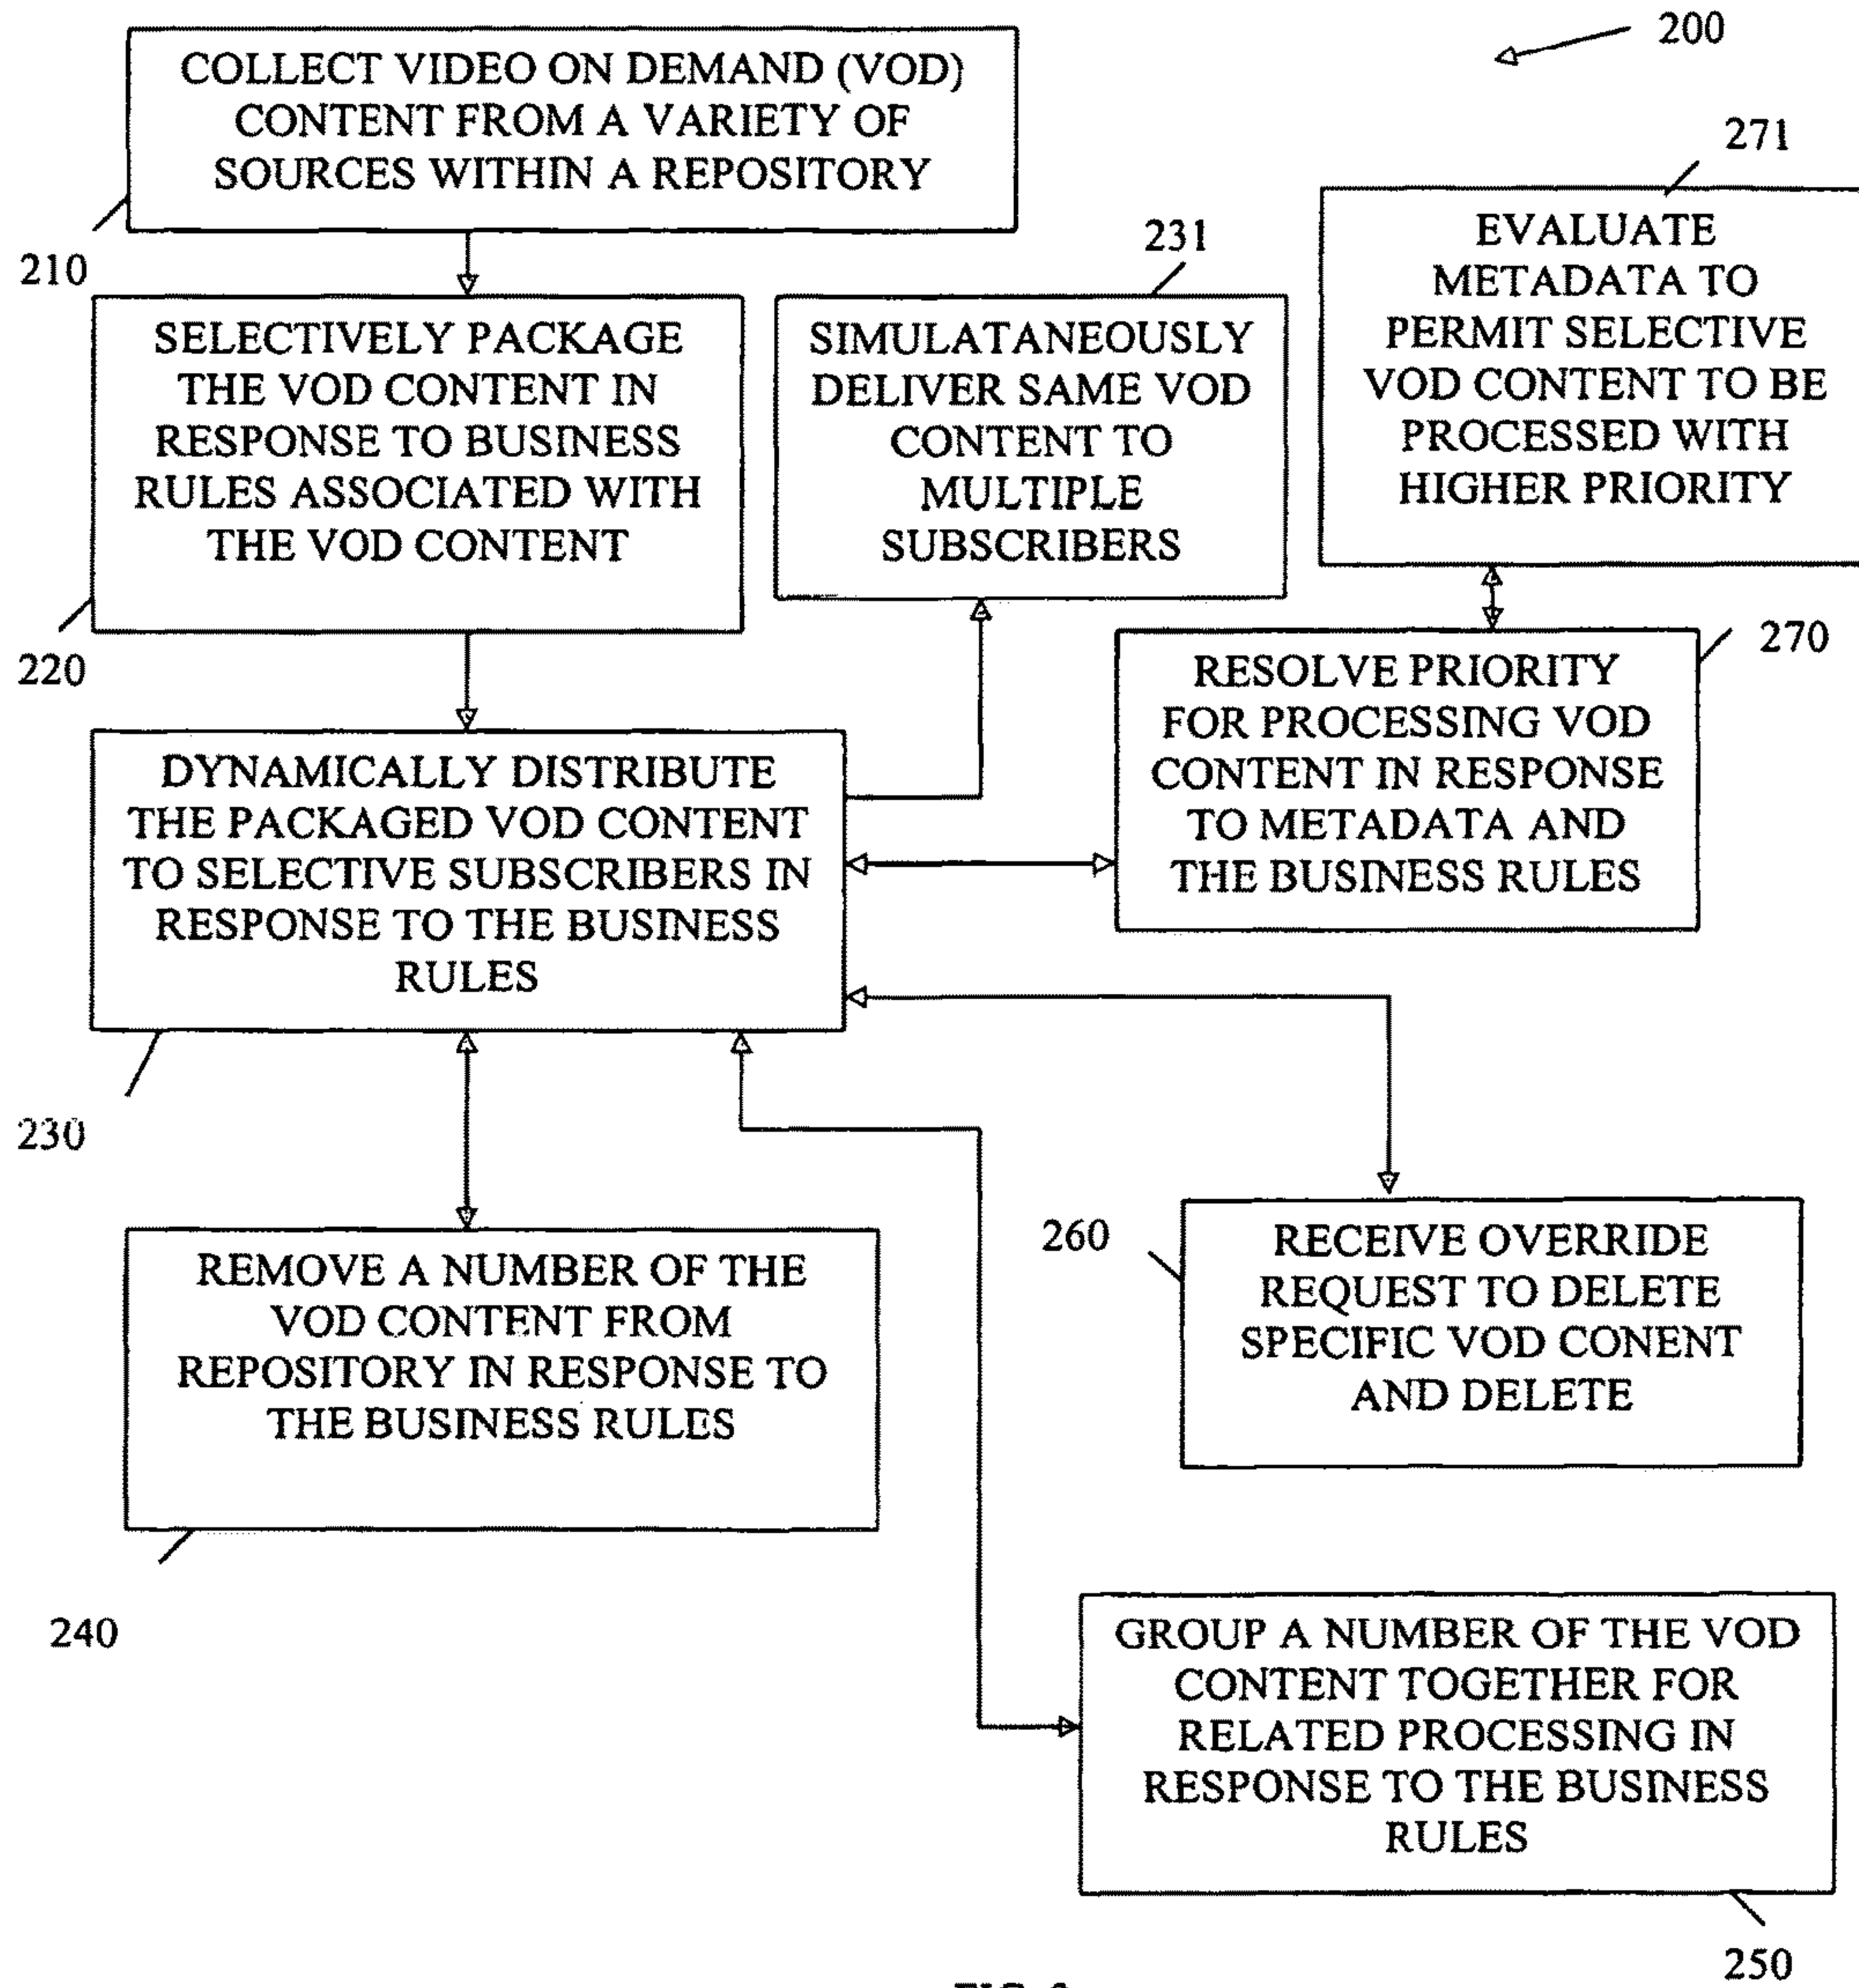 200
COLLECT VIDEO ON DEMAND (VOD)
CONTENT FROM A VARIETY OF
SOURCES WITHIN A REPOSITORY
210
271
EVALUATE
METADATA TO
PERMIT SELECTIVE
VOD CONTENT TO BE
PROCESSED WITH
HIGHER PRIORITY
231
SIMULATANEOUSLY
DELIVER SAME VOD
CONTENT TO
MULTIPLE
SUBSCRIBERS
SELECTIVELY PACKAGE
THE VOD CONTENT IN
RESPONSE TO BUSINESS
RULES ASSOCIATED WITH
THE VOD CONTENT
220
270
RESOLVE PRIORITY
FOR PROCESSING VOD
CONTENT IN RESPONSE
TO METADATA AND
THE BUSINESS RULES
DYNAMICALLY DISTRIBUTE
THE PACKAGED VOD CONTENT
TO SELECTIVE SUBSCRIBERS IN
RESPONSE TO THE BUSINESS
RULES
230
REMOVE A NUMBER OF THE
VOD CONTENT FROM
REPOSITORY IN RESPONSE TO
THE BUSINESS RULES
240
260
RECEIVE OVERRIDE
REQUEST TO DELETE
SPECIFIC VOD CONENT
AND DELETE
GROUP A NUMBER OF THE VOD
CONTENT TOGETHER FOR
RELATED PROCESSING IN
RESPONSE TO THE BUSINESS
RULES
250